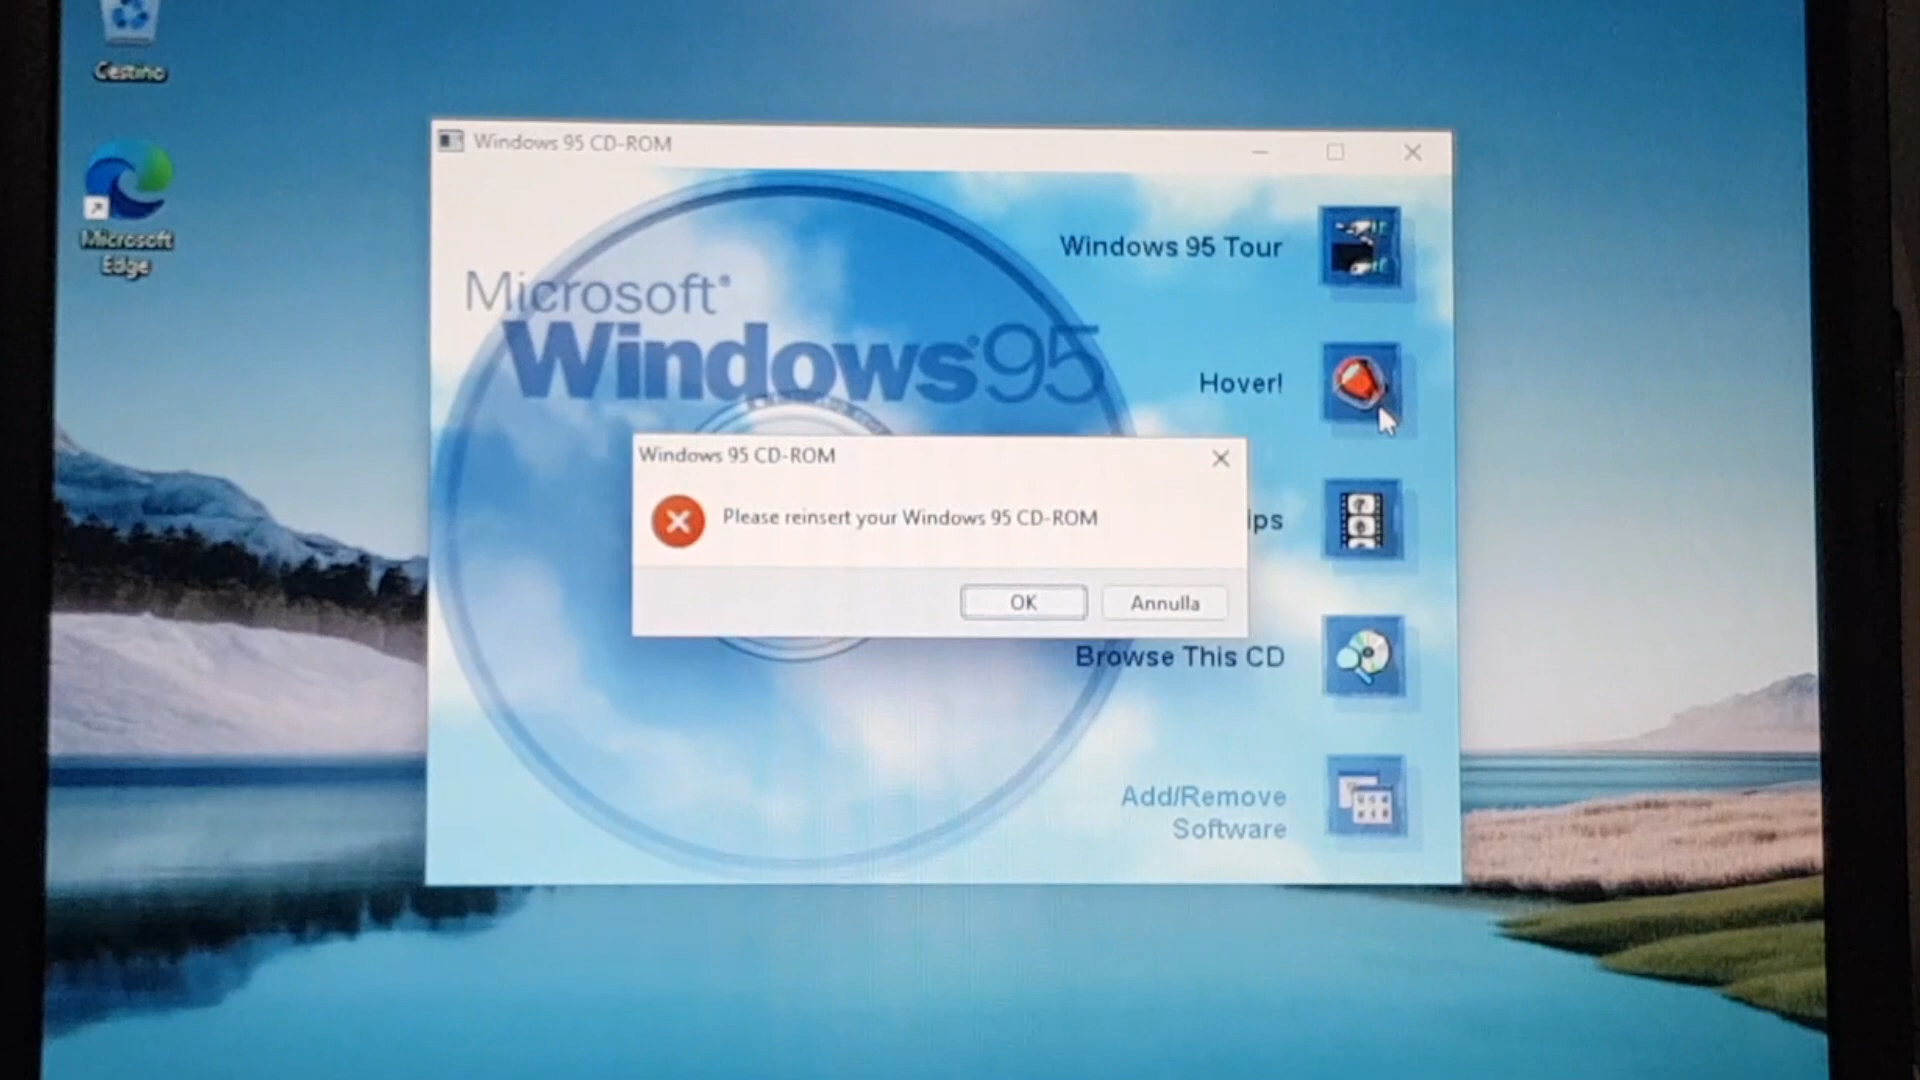 Cestino
Microsoft
Edge
Windows 95 CD-ROM
Microsoft®
Windows®95
Windows 95 Tour
Hover!
lps
Browse This CD
Add/Remove
Software
Windows 95 CD-ROM
Please reinsert your Windows 95 CD-ROM
OK
Annulla